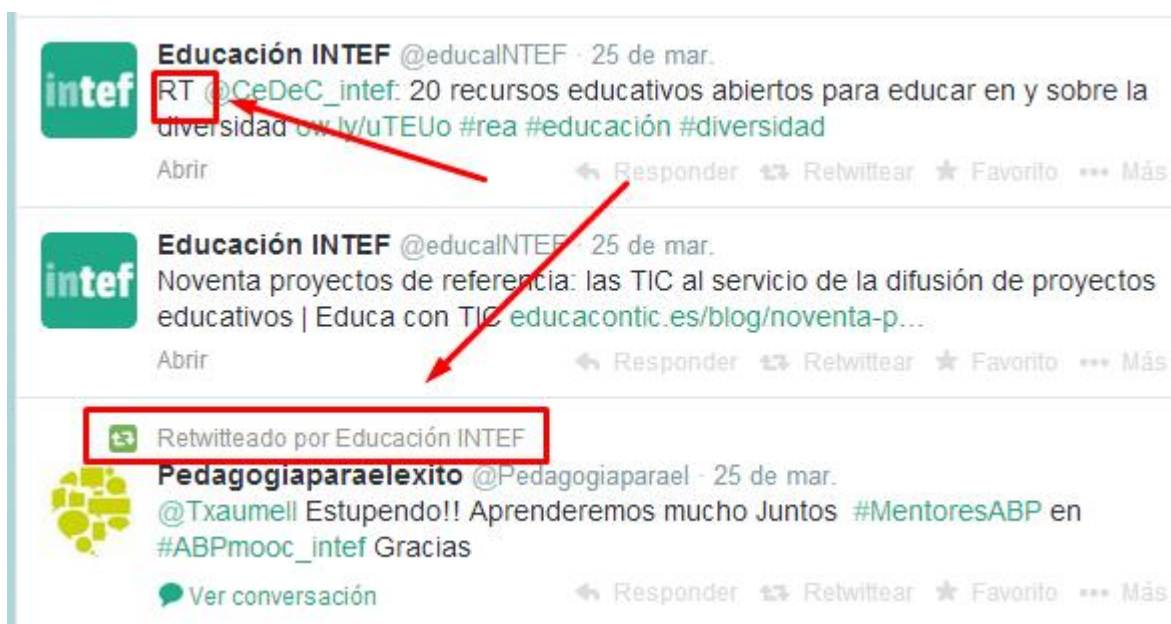 Educación INTEF @educaINTEF · 25 de mar.
intef
RT @CeDeC_intef: 20 recursos educativos abiertos para educar en y sobre la
diversidad ow.ly/uTEUo #rea #educación #diversidad
Abrir Responder Retwittear Favorito Más
Educación INTEF @educaINTEF · 25 de mar.
intef
Noventa proyectos de referencia: las TIC al servicio de la difusión de proyectos
educativos | Educa con TIC educacontic.es/blog/noventa-p...
Abrir Responder Retwittear Favorito Más
Retwitteado por Educación INTEF
Pedagogiaparaelexito @Pedagogiaparael · 25 de mar.
@Txaumell Estupendo!! Aprenderemos mucho Juntos #MentoresABP en
#ABPmooc_intef Gracias
Ver conversación Responder Retwittear Favorito Más